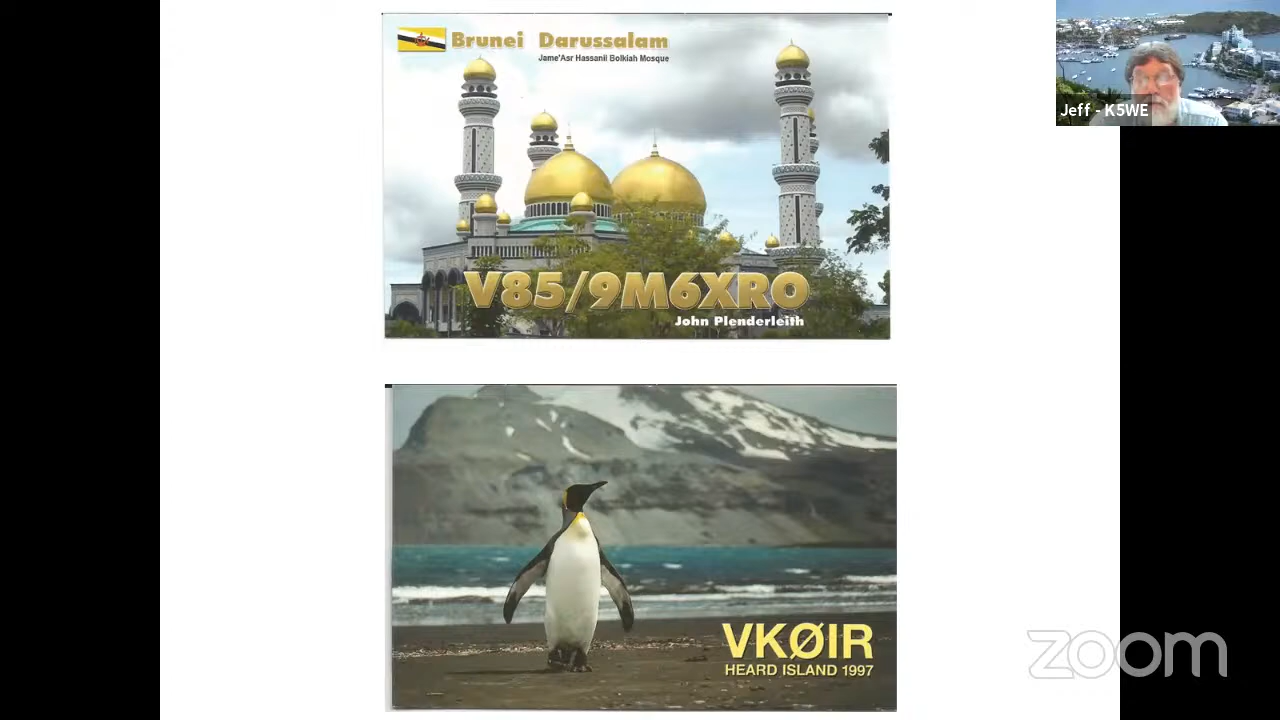 Brunei Darussalam
Jame'Asr Hassanil Bolkiah Mosque
V85/9M6XRO
John Plenderleith
Jeff - K5WE
VKØIR
HEARD ISLAND 1997
zoom